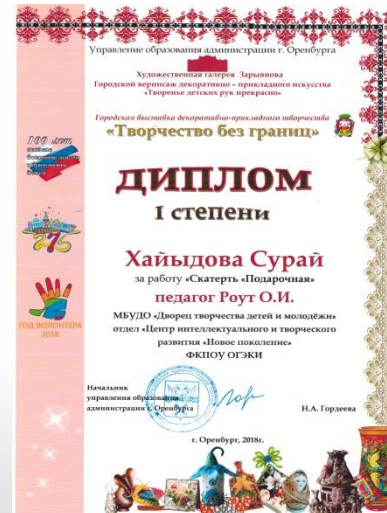 Управление образования администрации г. Оренбурга
Художественная галерея Зарывнова
Городской вернисаж декоративно – прикладного искусства
«Творенье детских рук прекрасно»
Городская выставка декоративно-прикладного творчества
«Творчество без границ»
100 лет
ДИПЛОМ
I степени
275
Хайыдова Сурай
за работу «Скатерть «Подарочная»
педагог Роут О.И.
МБУДО «Дворец творчества детей и молодёжи»
отдел «Центр интеллектуального и творческого
развития «Новое поколение»
ФКПОУ ОГЭКИ
ГОД ВОЛОНТЕРА
2018
Начальник
управления образования
администрации г. Оренбурга
Н.А. Гордеева
г. Оренбург, 2018г.